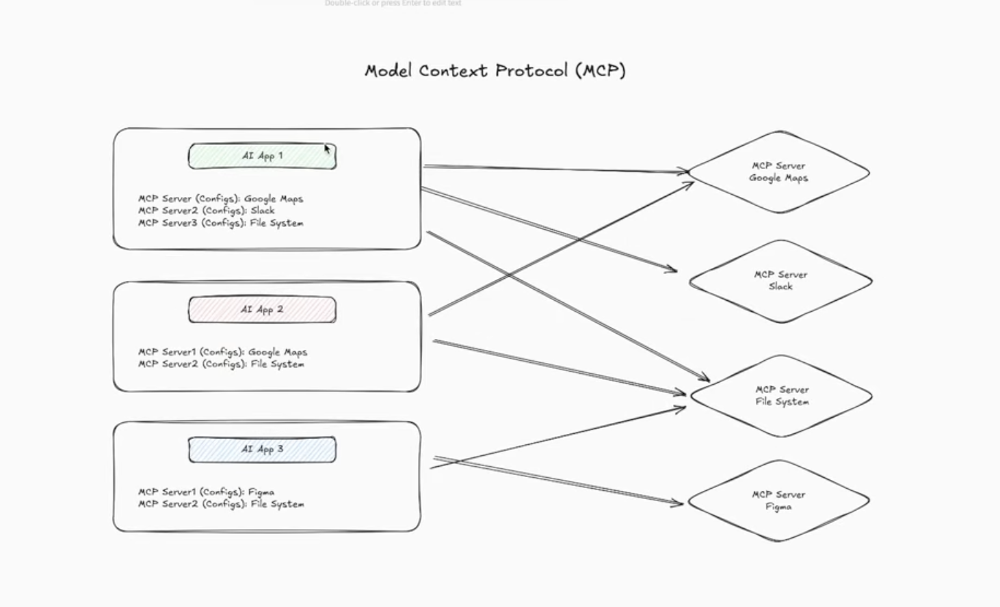 Double-click or press Enter to edit text
Model Context Protocol (MCP)
AI App 1
MCP Server (Configs): Google Maps
MCP Server2 (Configs): Slack
MCP Server3 (Configs): File System
AI App 2
MCP Server1 (Configs): Google Maps
MCP Server2 (Configs): File System
AI App 3
MCP Server1 (Configs): Figma
MCP Server2 (Configs): File System
MCP Server
Google Maps
MCP Server
Slack
MCP Server
File System
MCP Server
Figma